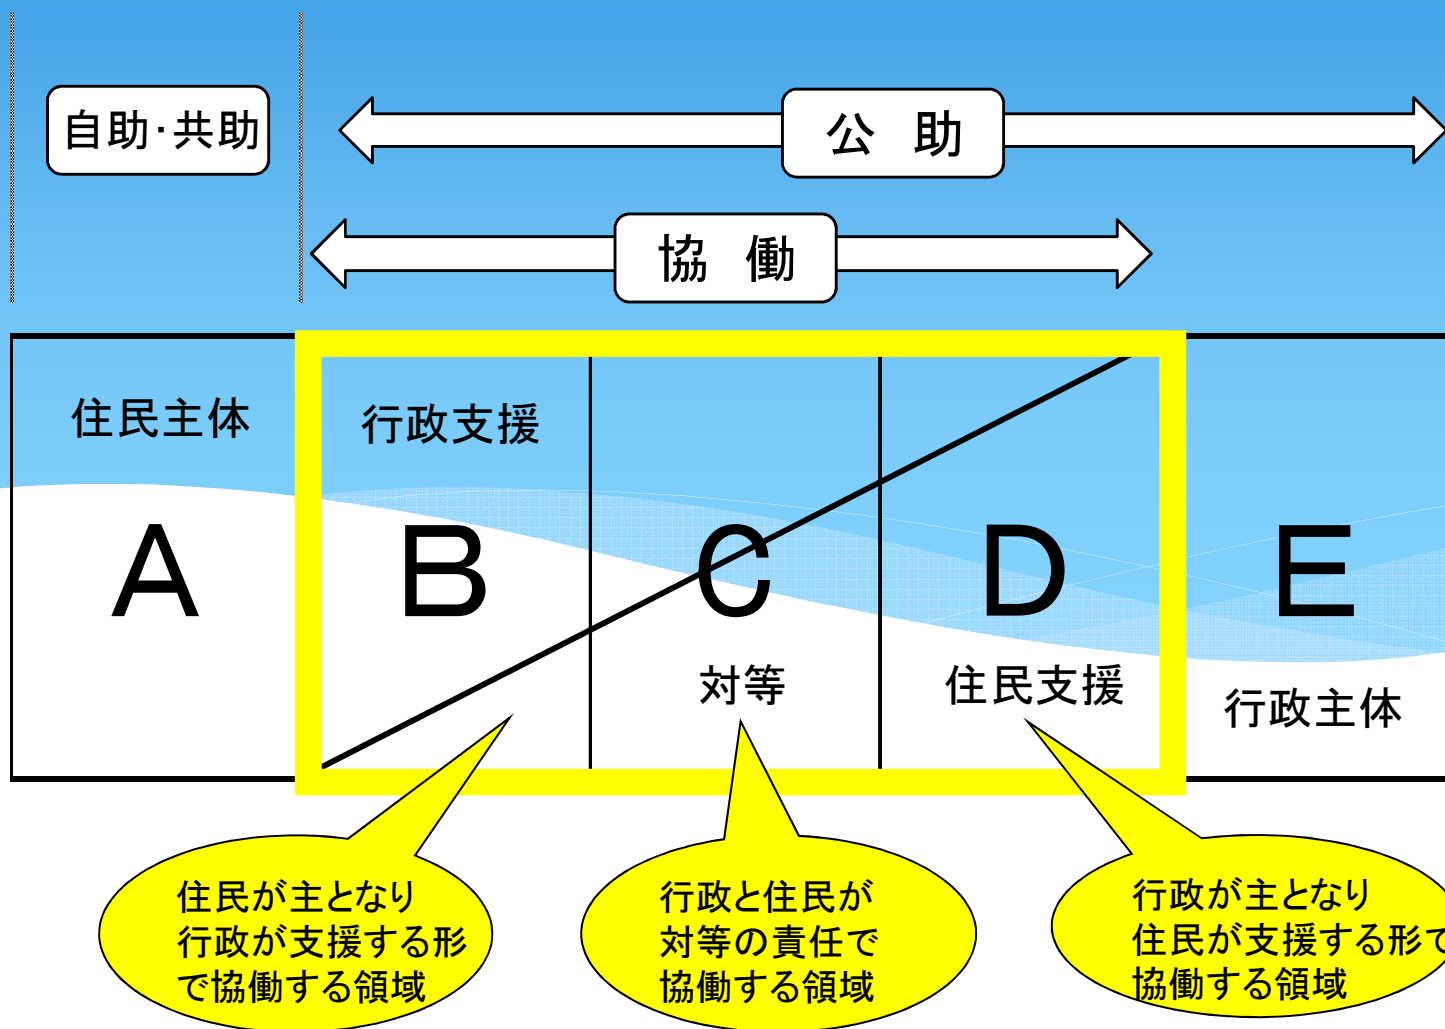 自助・共助
公 助
協 働
住民主体
行政支援
A
B
C
D
E
対等
住民支援
行政主体
住民が主となり
行政が支援する形
で協働する領域
行政と住民が
対等の責任で
協働する領域
行政が主となり
住民が支援する形で
協働する領域